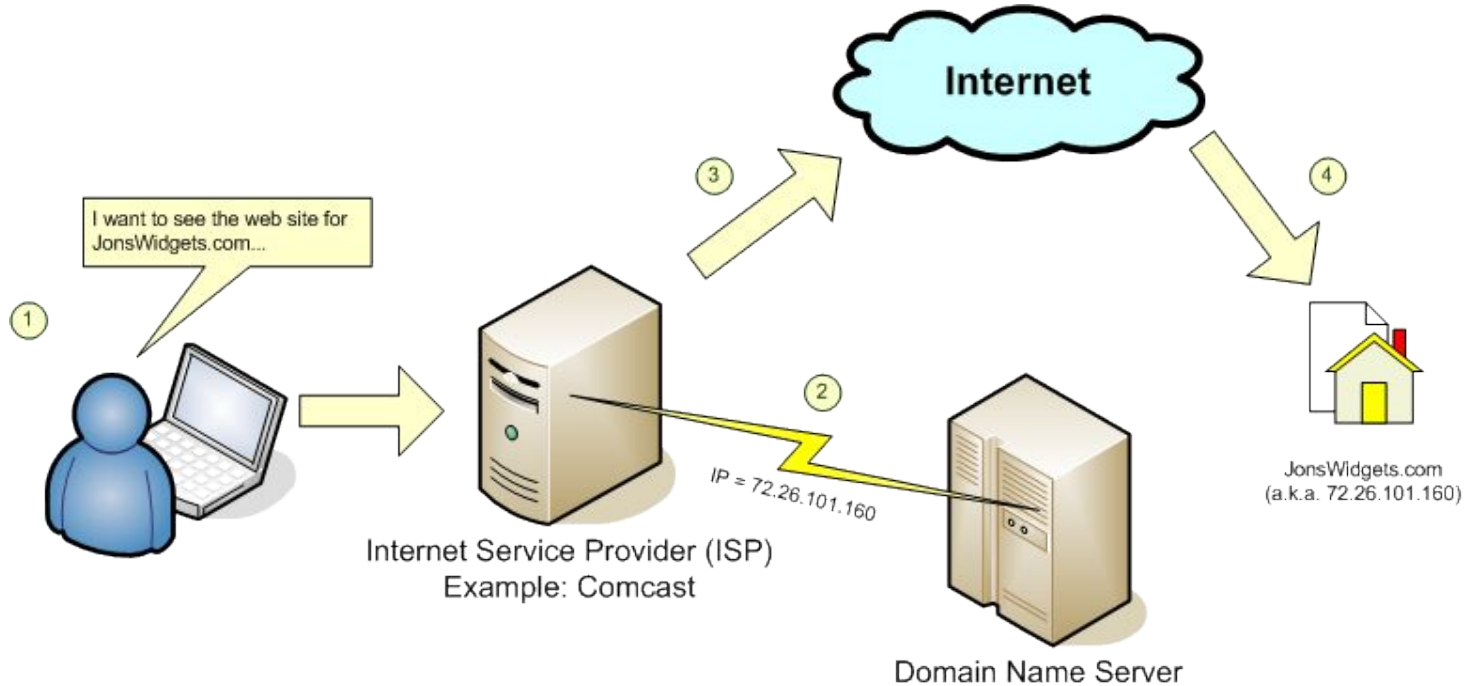 Internet
3
4
I want to see the web site for
JonsWidgets.com...
1
2
IP = 72.26.101.160
JonsWidgets.com
(a.k.a. 72.26.101.160)
Internet Service Provider (ISP)
Example: Comcast
Domain Name Server